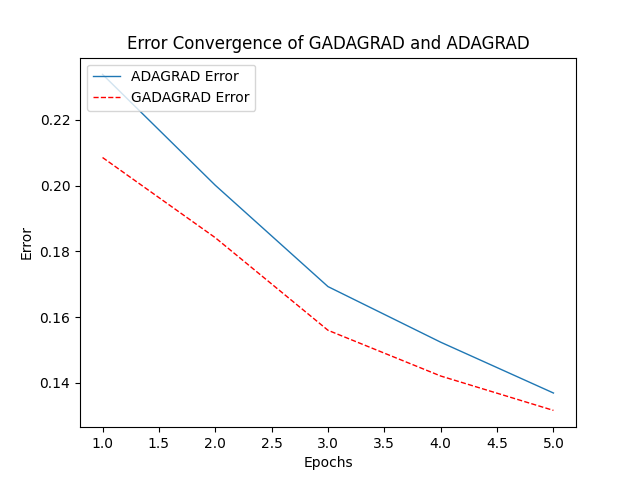 Error Convergence of GADAGRAD and ADAGRAD
ADAGRAD Error
GADAGRAD Error
0.22
0.20
0.18
0.16
0.14
Error
1.0 1.5 2.0 2.5 3.0 3.5 4.0 4.5 5.0
Epochs